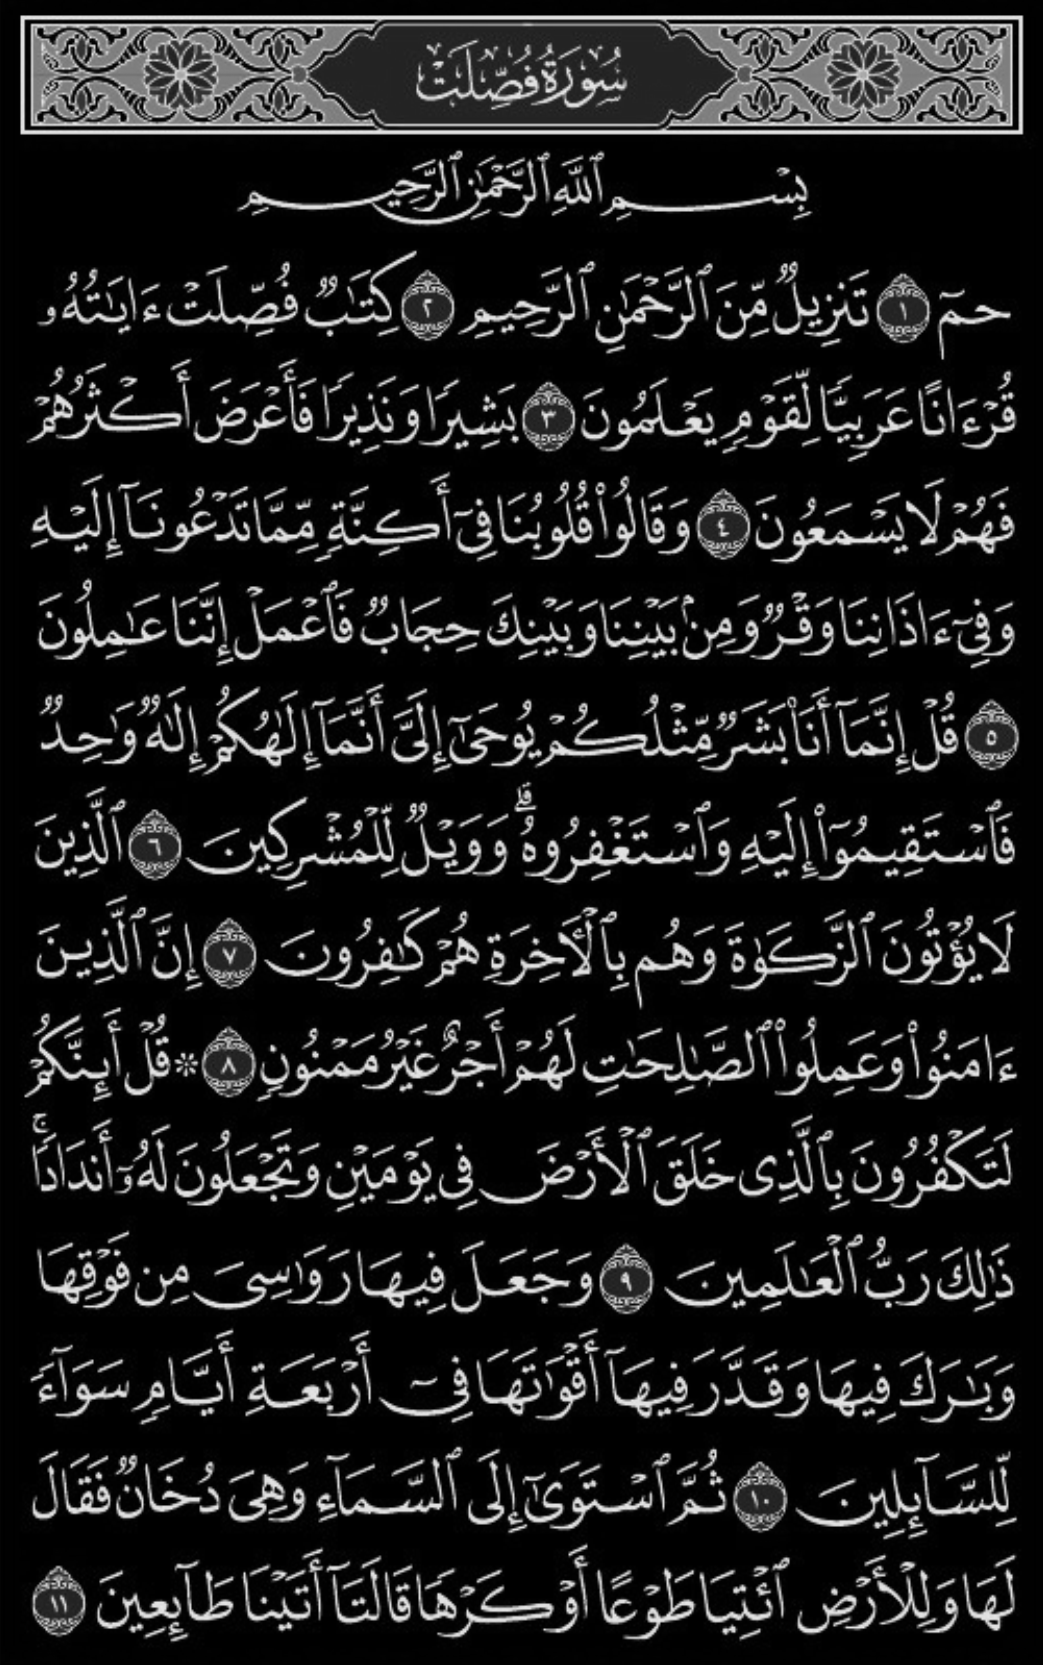 سُورَةُ فُصِّلَتْ
بِسْمِ ٱللَّهِ ٱلرَّحْمَٰنِ ٱلرَّحِيمِ
حمٓ ١ تَنزِيلٌ مِّنَ ٱلرَّحْمَٰنِ ٱلرَّحِيمِ ٢ كِتَٰبٌ فُصِّلَتْ ءَايَٰتُهُۥ
قُرْءَانًا عَرَبِيًّا لِّقَوْمٍ يَعْلَمُونَ ٣ بَشِيرًا وَنَذِيرًا فَأَعْرَضَ أَكْثَرُهُمْ
فَهُمْ لَا يَسْمَعُونَ ٤ وَقَالُوا۟ قُلُوبُنَا فِىٓ أَكِنَّةٍ مِّمَّا تَدْعُونَآ إِلَيْهِ
وَفِىٓ ءَاذَانِنَا وَقْرٌ وَمِنۢ بَيْنِنَا وَبَيْنِكَ حِجَابٌ فَٱعْمَلْ إِنَّنَا عَٰمِلُونَ
٥ قُلْ إِنَّمَآ أَنَا۠ بَشَرٌ مِّثْلُكُمْ يُوحَىٰٓ إِلَىَّ أَنَّمَآ إِلَٰهُكُمْ إِلَٰهٌ وَٰحِدٌ
فَٱسْتَقِيمُوٓا۟ إِلَيْهِ وَٱسْتَغْفِرُوهُ ۗ وَوَيْلٌ لِّلْمُشْرِكِينَ ٦ ٱلَّذِينَ
لَا يُؤْتُونَ ٱلزَّكَوٰةَ وَهُم بِٱلْـَٔاخِرَةِ هُمْ كَٰفِرُونَ ٧ إِنَّ ٱلَّذِينَ
ءَامَنُوا۟ وَعَمِلُوا۟ ٱلصَّٰلِحَٰتِ لَهُمْ أَجْرٌ غَيْرُ مَمْنُونٍ ٨ * قُلْ أَئِنَّكُمْ
لَتَكْفُرُونَ بِٱلَّذِى خَلَقَ ٱلْأَرْضَ فِى يَوْمَيْنِ وَتَجْعَلُونَ لَهُۥٓ أَندَادًا ۚ
ذَٰلِكَ رَبُّ ٱلْعَٰلَمِينَ ٩ وَجَعَلَ فِيهَا رَوَٰسِىَ مِن فَوْقِهَا
وَبَٰرَكَ فِيهَا وَقَدَّرَ فِيهَآ أَقْوَٰتَهَا فِىٓ أَرْبَعَةِ أَيَّامٍ سَوَآءً
لِّلسَّآئِلِينَ ١٠ ثُمَّ ٱسْتَوَىٰٓ إِلَى ٱلسَّمَآءِ وَهِىَ دُخَانٌ فَقَالَ
لَهَا وَلِلْأَرْضِ ٱئْتِيَا طَوْعًا أَوْ كَرْهًا قَالَتَآ أَتَيْنَا طَآئِعِينَ ١١